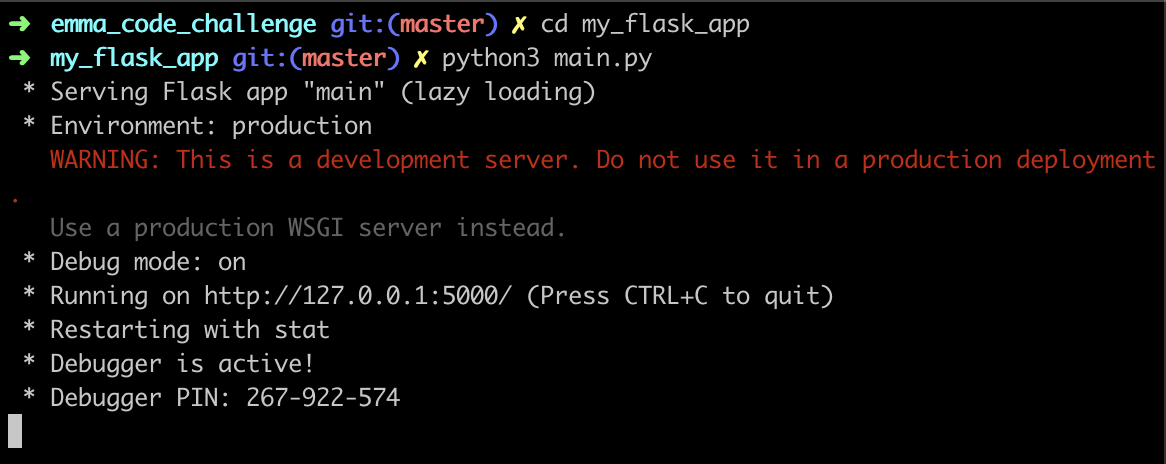 ➜ emma_code_challenge git:(master) ✗ cd my_flask_app
➜ my_flask_app git:(master) ✗ python3 main.py
* Serving Flask app "main" (lazy loading)
* Environment: production
WARNING: This is a development server. Do not use it in a production deployment
.
Use a production WSGI server instead.
* Debug mode: on
* Running on http://127.0.0.1:5000/ (Press CTRL+C to quit)
* Restarting with stat
* Debugger is active!
* Debugger PIN: 267-922-574